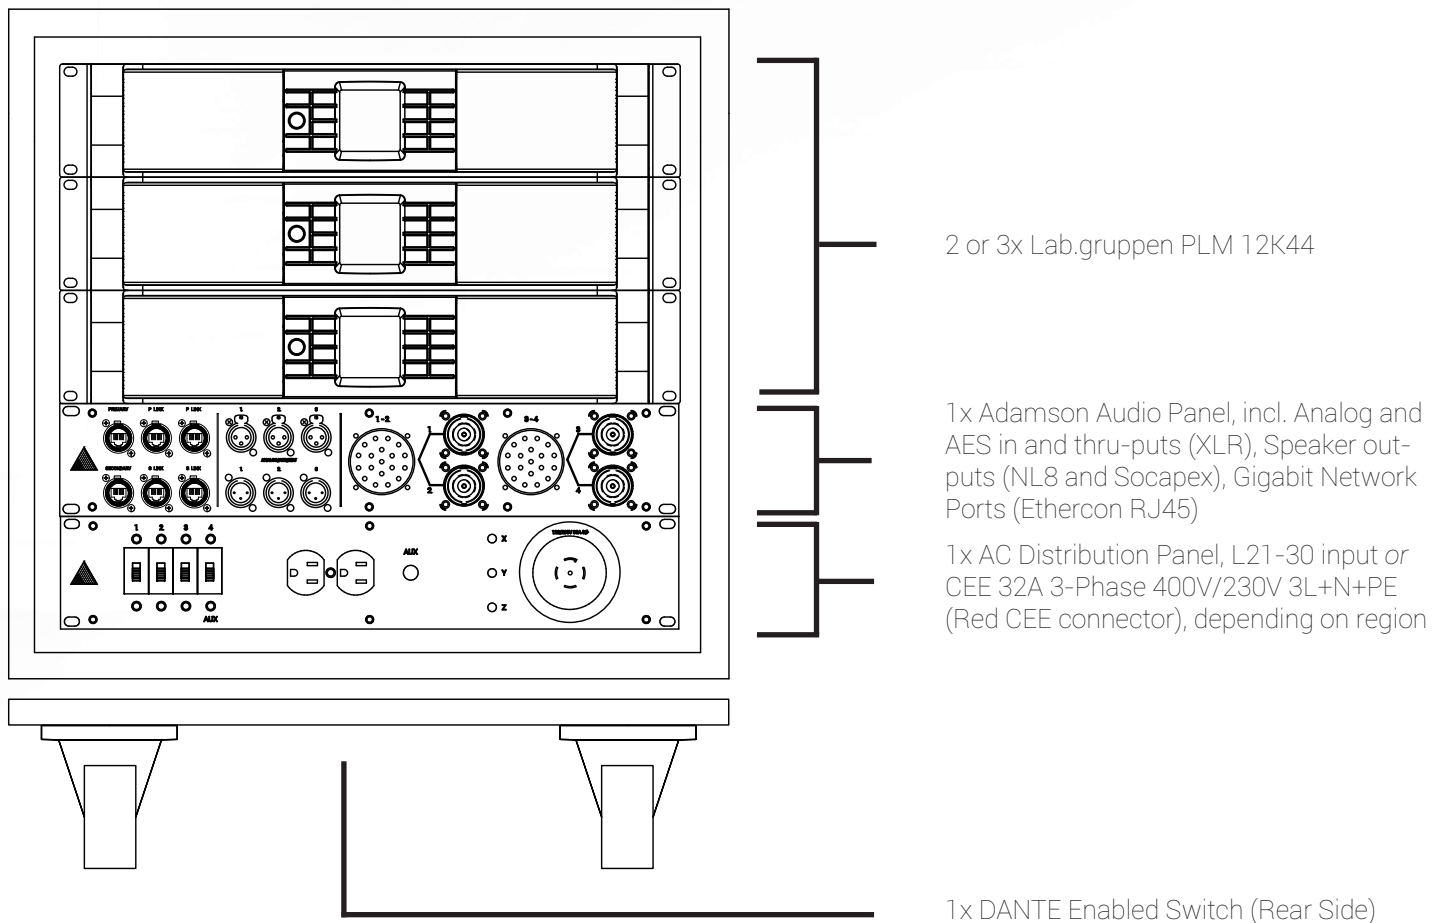 2 or 3x Lab.gruppen PLM 12K44
PRIMARY P LINK P LINK 1 2 3
1-2 3-4
1 3
SECONDARY S LINK S LINK 1 2 3
2 4
1x Adamson Audio Panel, incl. Analog and
AES in and thru-puts (XLR), Speaker out-
puts (NL8 and Socapex), Gigabit Network
Ports (Ethercon RJ45)
1 2 3 4
AUX
X
Y
Z
AUX
1x AC Distribution Panel, L21-30 input or
CEE 32A 3-Phase 400V/230V 3L+N+PE
(Red CEE connector), depending on region
1x DANTE Enabled Switch (Rear Side)